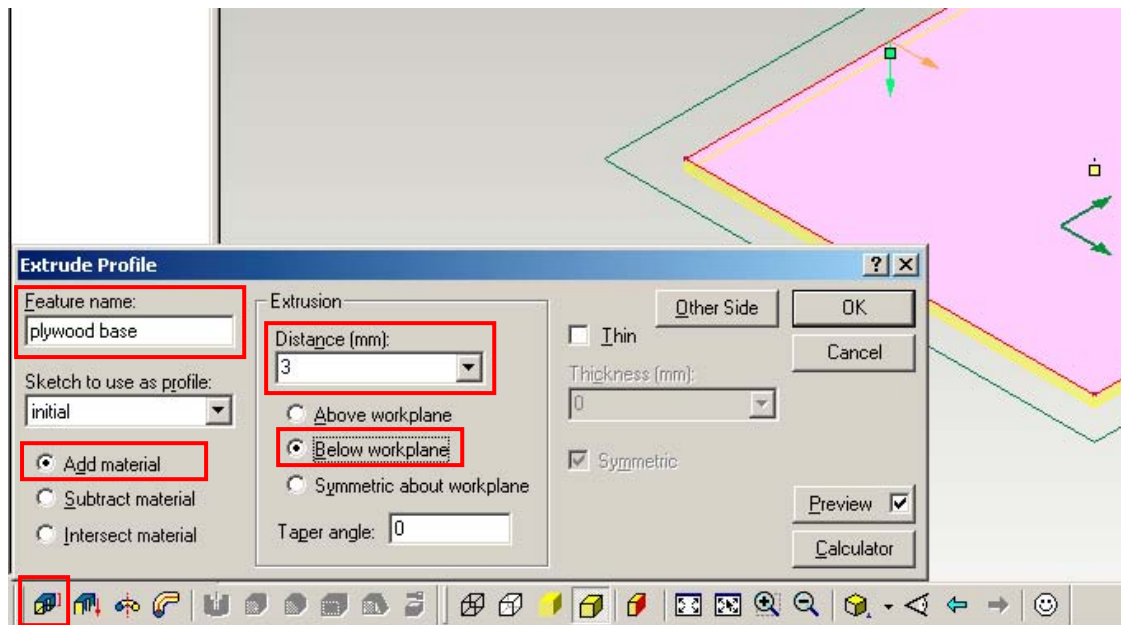 Extrude Profile
Feature name:
plywood base
Sketch to use as profile:
initial
Add material
Subtract material
Intersect material
Extrusion
Distance (mm):
3
Above workplane
Below workplane
Symmetric about workplane
Taper angle: 0
Other Side
Thin
Thickness (mm):
0
Symmetric
OK
Cancel
Preview
Calculator